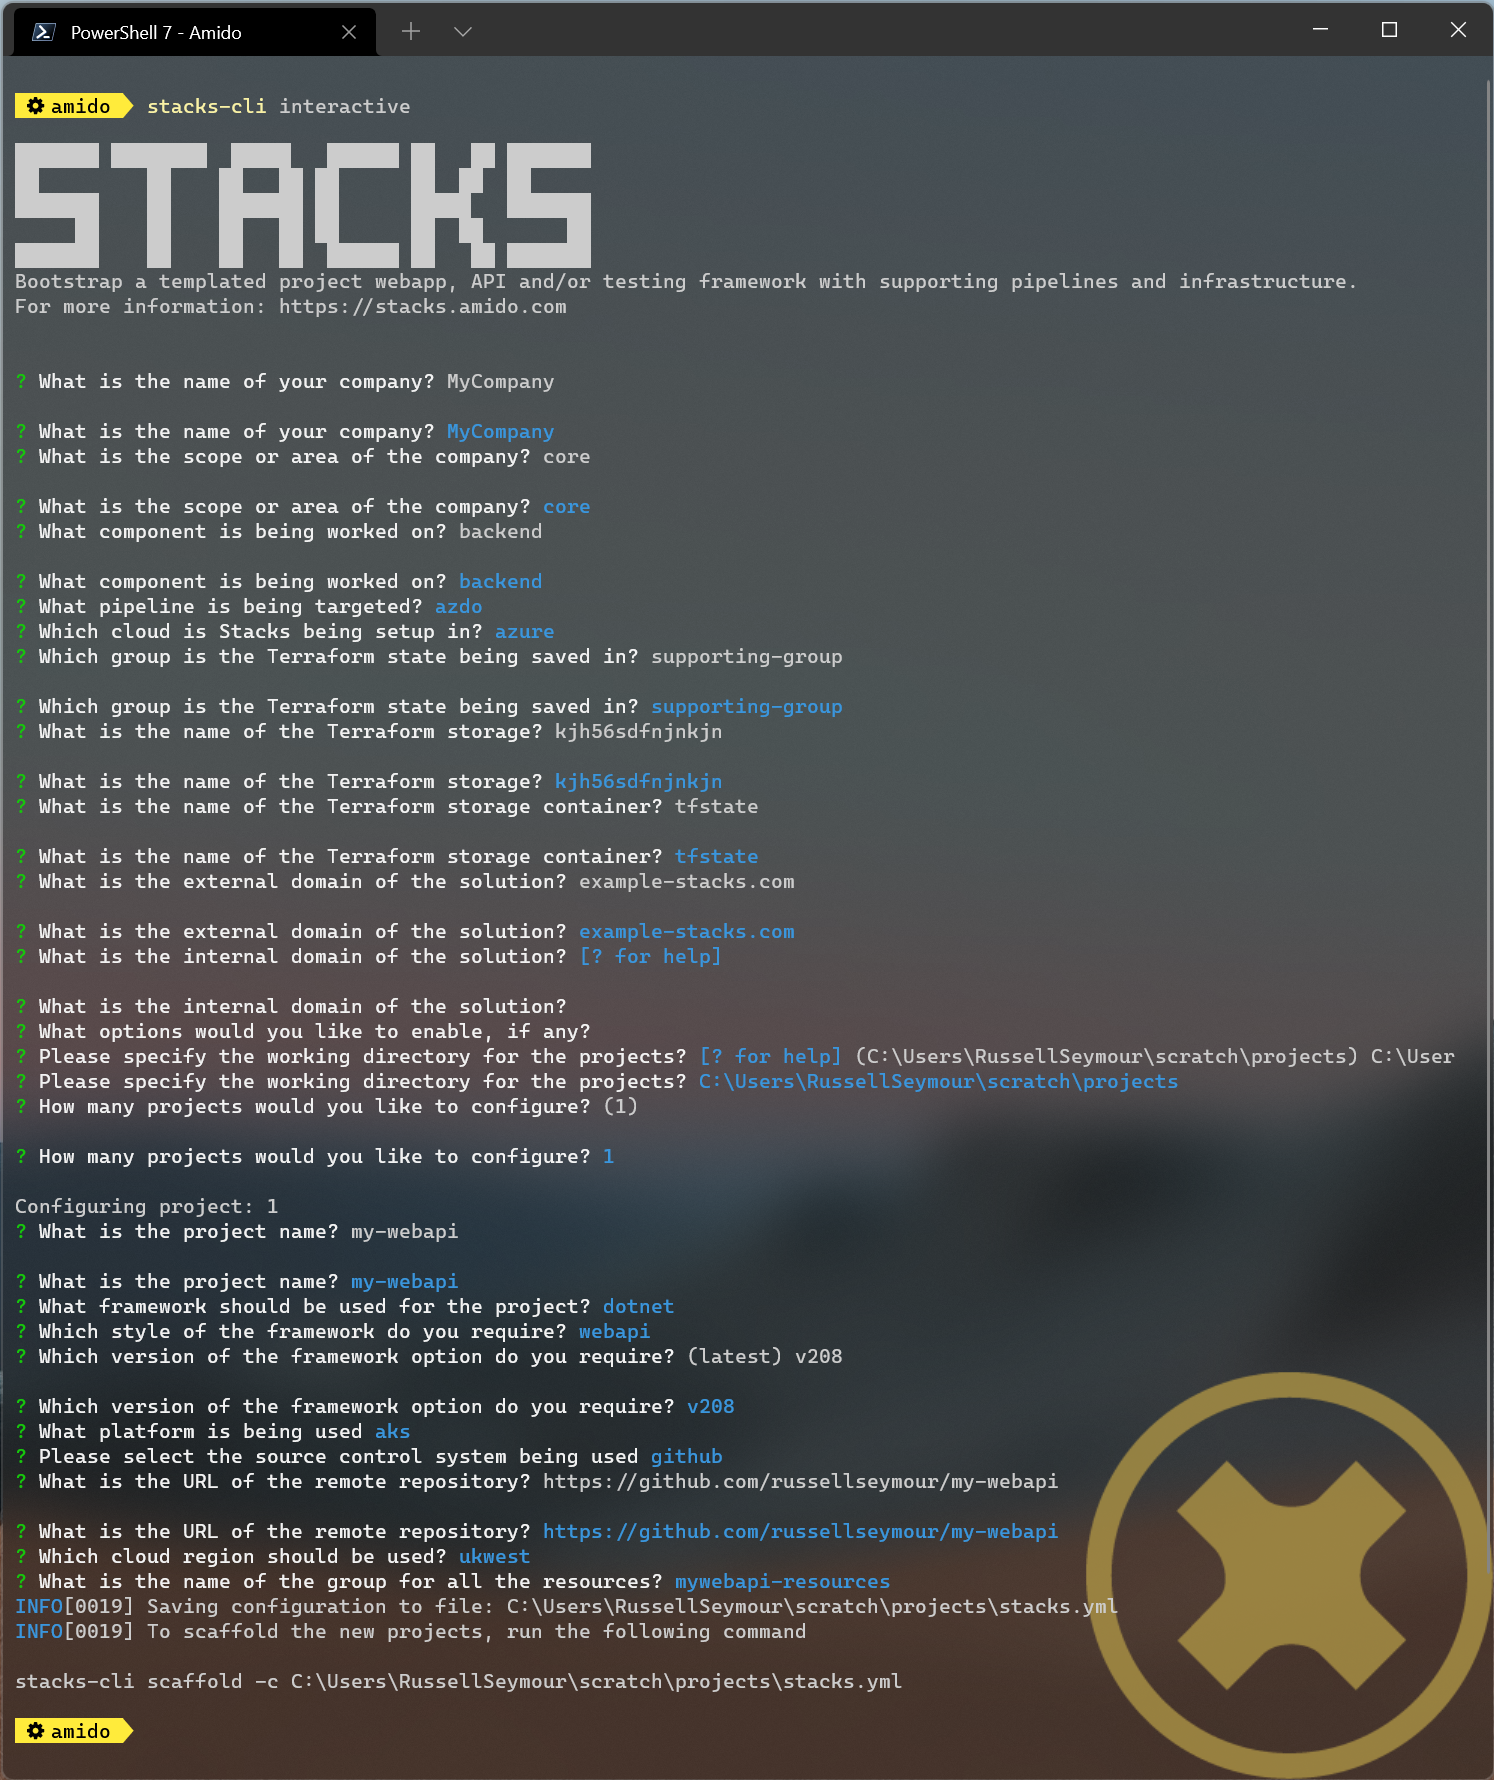 PowerShell 7 - Amido
amido stacks-cli interactive
STACKS
Bootstrap a templated project webapp, API and/or testing framework with supporting pipelines and infrastructure.
For more information: https://stacks.amido.com
? What is the name of your company? MyCompany
? What is the name of your company? MyCompany
? What is the scope or area of the company? core
? What is the scope or area of the company? core
? What component is being worked on? backend
? What component is being worked on? backend
? What pipeline is being targeted? azdo
? Which cloud is Stacks being setup in? azure
? Which group is the Terraform state being saved in? supporting-group
? Which group is the Terraform state being saved in? supporting-group
? What is the name of the Terraform storage? kjh56sdfnjnkjn
? What is the name of the Terraform storage? kjh56sdfnjnkjn
? What is the name of the Terraform storage container? tfstate
? What is the name of the Terraform storage container? tfstate
? What is the external domain of the solution? example-stacks.com
? What is the external domain of the solution? example-stacks.com
? What is the internal domain of the solution? [? for help]
? What is the internal domain of the solution?
? What options would you like to enable, if any?
? Please specify the working directory for the projects? [? for help] (C:\Users\RussellSeymour\scratch\projects) C:\User
? Please specify the working directory for the projects? C:\Users\RussellSeymour\scratch\projects
? How many projects would you like to configure? (1)
? How many projects would you like to configure? 1
Configuring project: 1
? What is the project name? my-webapi
? What is the project name? my-webapi
? What framework should be used for the project? dotnet
? Which style of the framework do you require? webapi
? Which version of the framework option do you require? (latest) v208
? Which version of the framework option do you require? v208
? What platform is being used aks
? Please select the source control system being used github
? What is the URL of the remote repository? https://github.com/russellseymour/my-webapi
? What is the URL of the remote repository? https://github.com/russellseymour/my-webapi
? Which cloud region should be used? ukwest
? What is the name of the group for all the resources? mywebapi-resources
INFO[0019] Saving configuration to file: C:\Users\RussellSeymour\scratch\projects\stacks.yml
INFO[0019] To scaffold the new projects, run the following command
stacks-cli scaffold -c C:\Users\RussellSeymour\scratch\projects\stacks.yml
amido